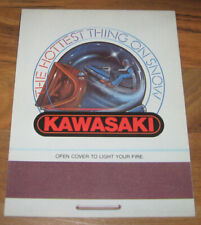 THE HOTTEST THING ON SNOW
KAWASAKI
OPEN COVER TO LIGHT YOUR FIRE.